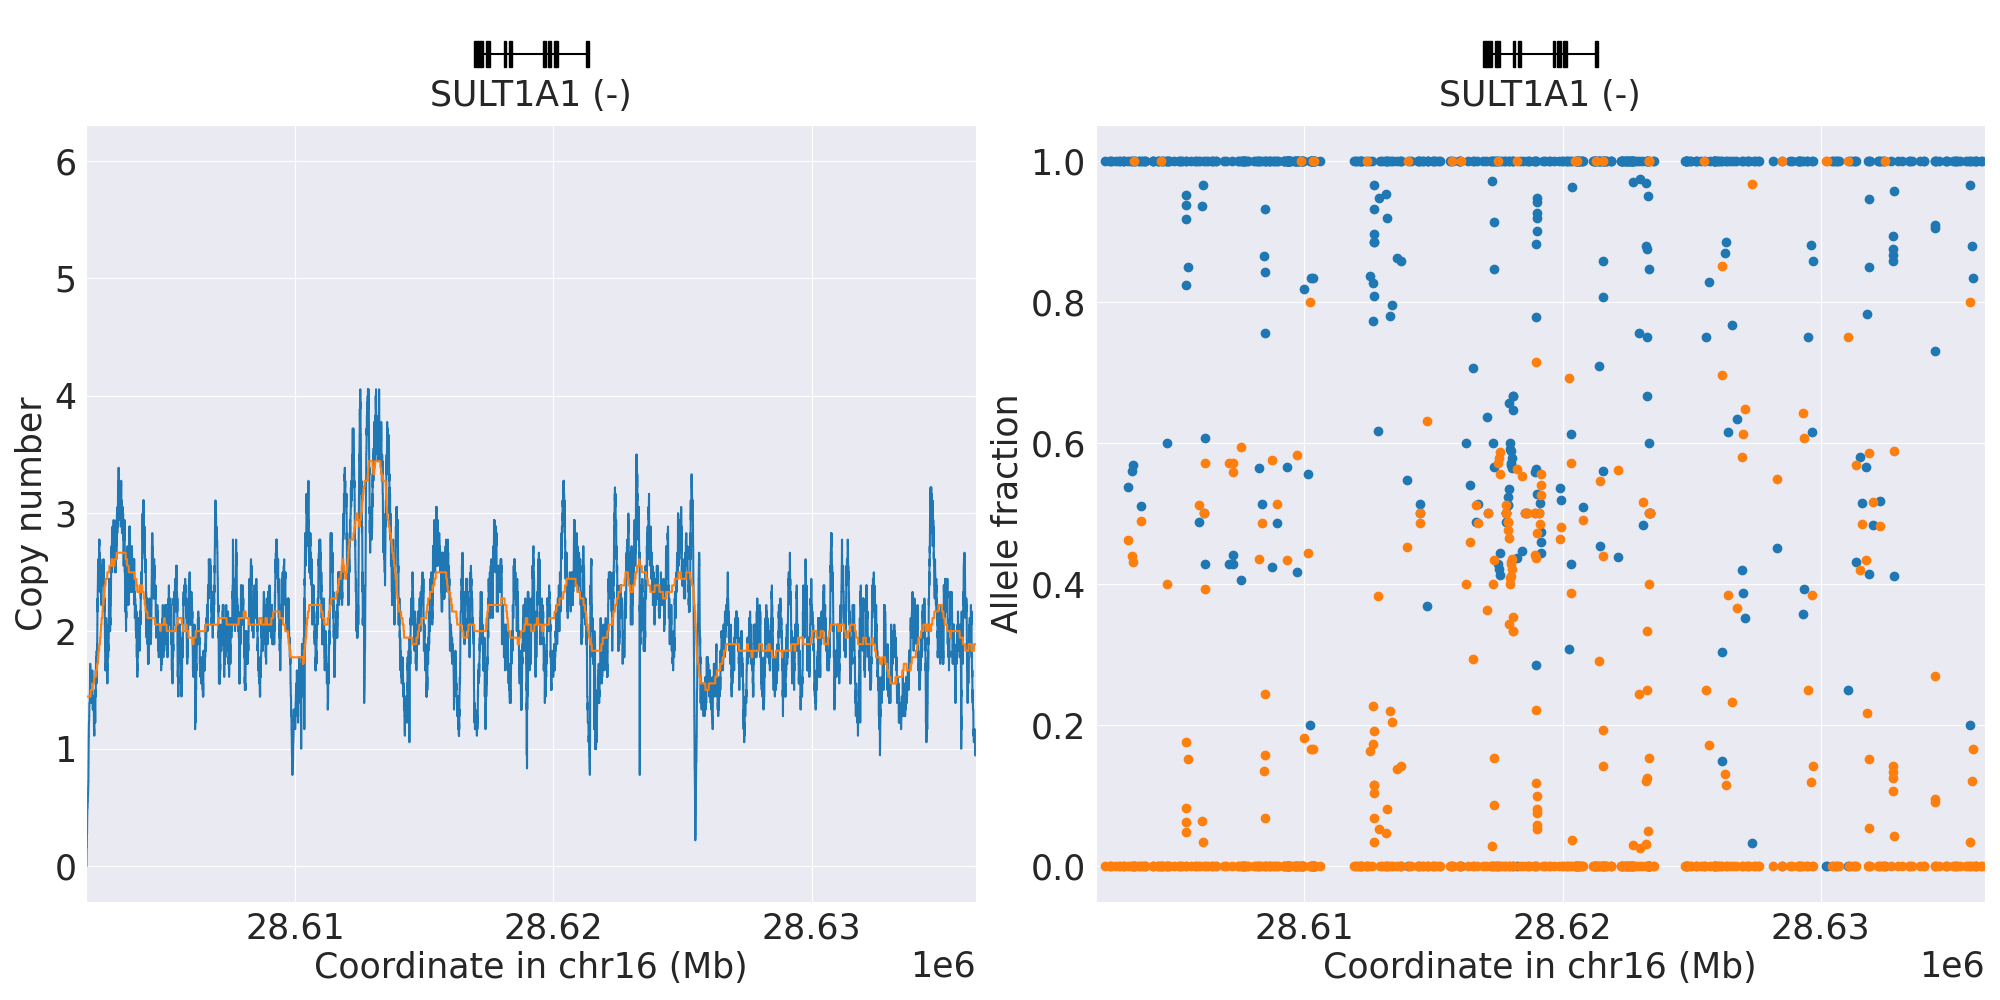 SULT1A1 (-)
Copy number
6
5
4
3
2
1
0
28.61
28.62
28.63
Coordinate in chr16 (Mb)
1e6
SULT1A1 (-)
Allele fraction
1.0
0.8
0.6
0.4
0.2
0.0
28.61
28.62
28.63
Coordinate in chr16 (Mb)
1e6